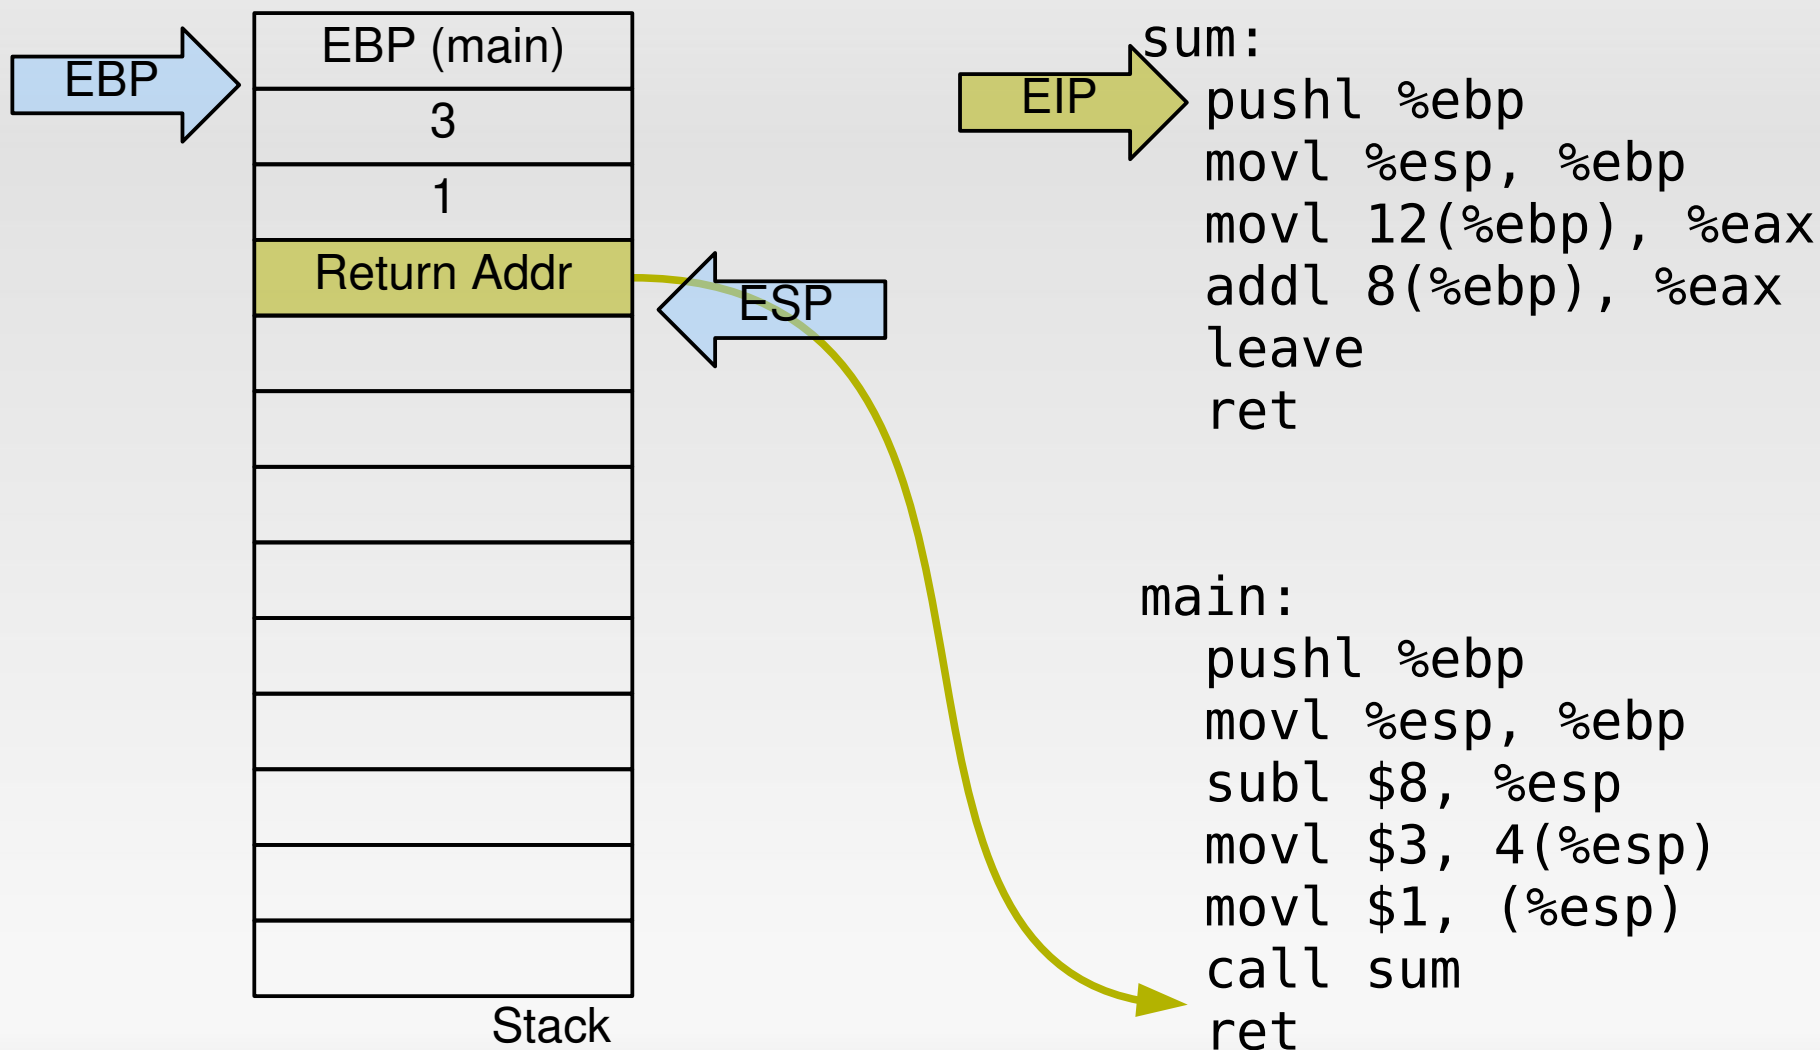 EBP
EBP (main)
3
1
Return Addr
ESP
Stack
EIP
sum:
pushl %ebp
movl %esp, %ebp
movl 12(%ebp), %eax
addl 8(%ebp), %eax
leave
ret
main:
pushl %ebp
movl %esp, %ebp
subl $8, %esp
movl $3, 4(%esp)
movl $1, (%esp)
call sum
ret